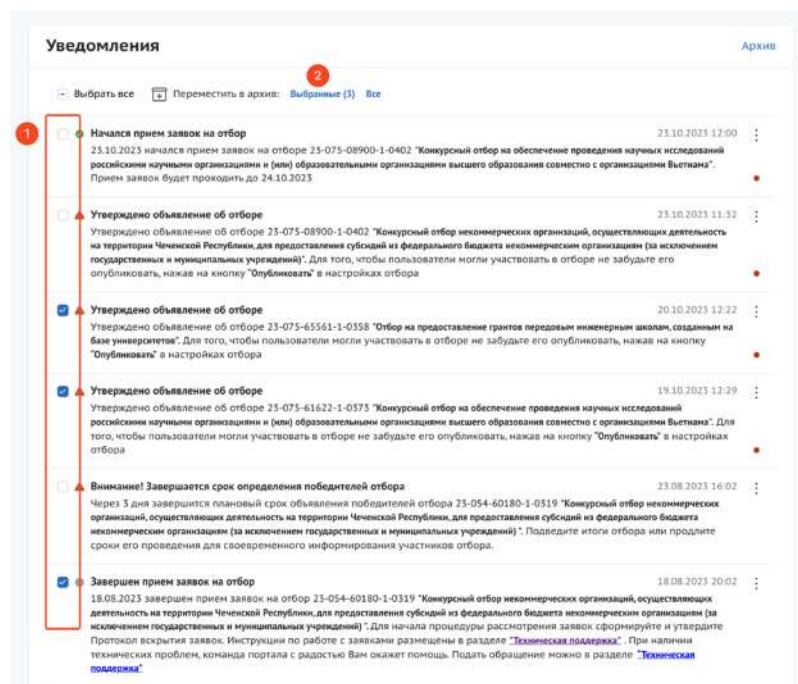 Уведомления
Архив
2
Выбрать все Переместить в архив: Выбранные (3) Все
1
Начался прием заявок на отбор 23.10.2023 12:00
23.10.2023 начался прием заявок на отборе 23-075-08900-1-0402 "Конкурсный отбор на обеспечение проведения научных исследований
российскими научными организациями и (или) образовательными организациями высшего образования совместно с организациями Вьетнама".
Прием заявок будет проходить до 24.10.2023
Утверждено объявление об отборе 23.10.2023 11:32
Утверждено объявление об отборе 23-075-08900-1-0402 "Конкурсный отбор некоммерческих организаций, осуществляющих деятельность
на территории Чеченской Республики, для предоставления субсидий из федерального бюджета некоммерческим организациям (за исключением
государственных и муниципальных учреждений)". Для того, чтобы пользователи могли участвовать в отборе не забудьте его
опубликовать, нажав на кнопку "Опубликовать" в настройках отбора
Утверждено объявление об отборе 20.10.2023 12:22
Утверждено объявление об отборе 23-075-65561-1-0358 "Отбор на предоставление грантов передовым инженерным школам, созданным на
базе университетов". Для того, чтобы пользователи могли участвовать в отборе не забудьте его опубликовать, нажав на кнопку
"Опубликовать" в настройках отбора
Утверждено объявление об отборе 19.10.2023 12:29
Утверждено объявление об отборе 23-075-61622-1-0373 "Конкурсный отбор на обеспечение проведения научных исследований
российскими научными организациями и (или) образовательными организациями высшего образования совместно с организациями Вьетнама". Для
того, чтобы пользователи могли участвовать в отборе не забудьте его опубликовать, нажав на кнопку "Опубликовать" в настройках
отбора
Внимание! Завершается срок определения победителей отбора 23.08.2023 16:02
Через 3 дня завершится плановый срок объявления победителей отбора 23-054-60180-1-0319 "Конкурсный отбор некоммерческих
организаций, осуществляющих деятельность на территории Чеченской Республики, для предоставления субсидий из федерального бюджета
некоммерческим организациям (за исключением государственных и муниципальных учреждений) ". Подведите итоги отбора или продлите
сроки его проведения для своевременного информирования участников отбора.
Завершен прием заявок на отбор 18.08.2023 20:02
18.08.2023 завершен прием заявок на отбор 23-054-60180-1-0319 "Конкурсный отбор некоммерческих организаций, осуществляющих
деятельность на территории Чеченской Республики, для предоставления субсидий из федерального бюджета некоммерческим организациям (за
исключением государственных и муниципальных учреждений) ". Для начала процедуры рассмотрения заявок сформируйте и утвердите
Протокол вскрытия заявок. Инструкции по работе с заявками размещены в разделе "Техническая поддержка" . При наличии
технических проблем, команда портала с радостью Вам окажет помощь. Подать обращение можно в разделе "Техническая
поддержка"